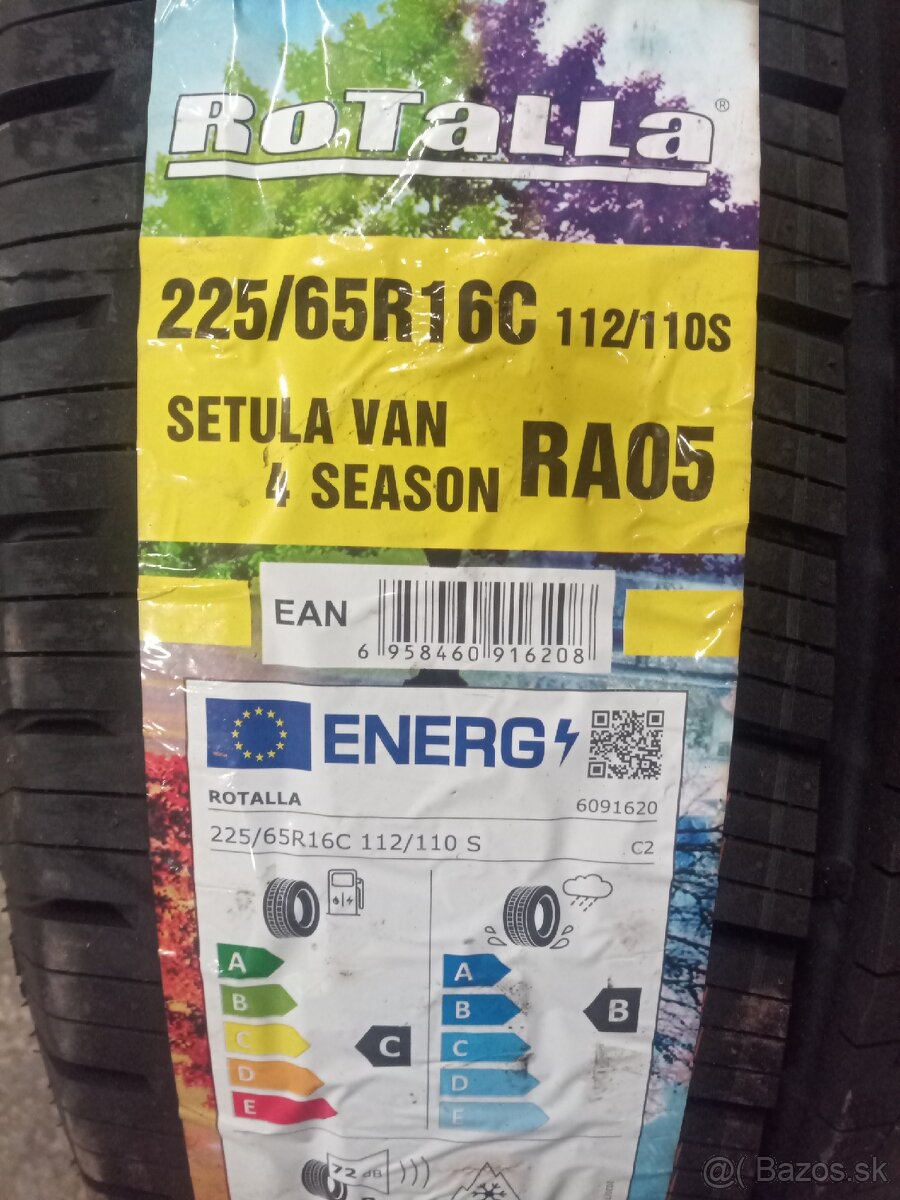 RoTaLLa®
225/65R16C 112/110S
SETULA VAN
4 SEASON RA05
EAN
6 958460 916208
ENERG
ROTALLA 6091620
225/65R16C 112/110 S C2
A A
B B B
C C C
D D
E E
72 dB
@( Bazos.sk